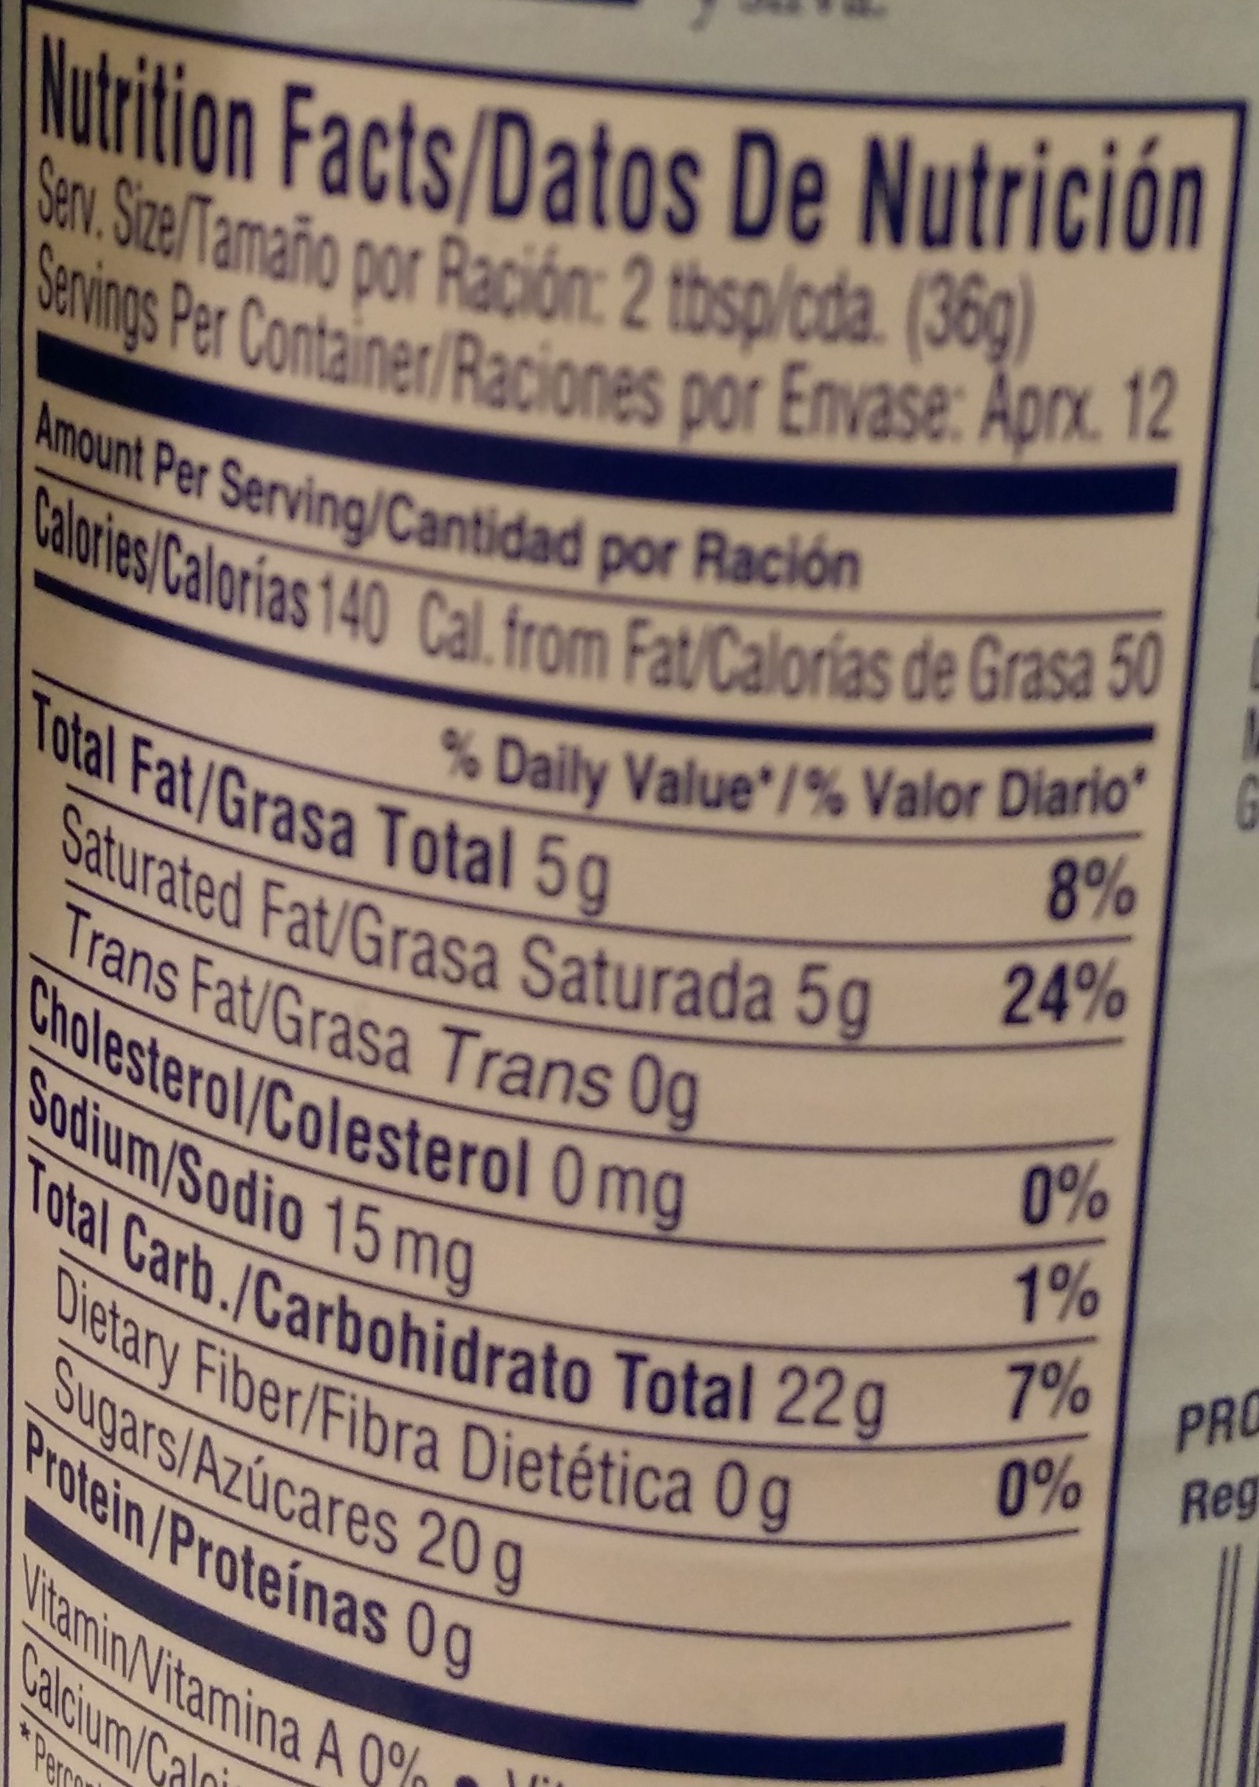 Nutrition Facts/Datos De Nutrición
Serv. Size/Tamaño por Ración: 2 tbsp/cda. (36g)
Servings Per Container/Raciones por Envase: Aprx. 12
Amount Per Serving/Cantidad por Ración
Calories/Calorías 140 Cal. from Fat/Calorías de Grasa 50
% Daily Value*/% Valor Diario*
Total Fat/Grasa Total 5g 8%
Saturated Fat/Grasa Saturada 5g 24%
Trans Fat/Grasa Trans 0g
Cholesterol/Colesterol 0mg 0%
Sodium/Sodio 15mg 1%
Total Carb./Carbohidrato Total 22g 7%
Dietary Fiber/Fibra Dietética 0g 0%
Sugars/Azúcares 20g
Protein/Proteínas 0g
Vitamin/Vitamina A 0% •
PRO
Reg